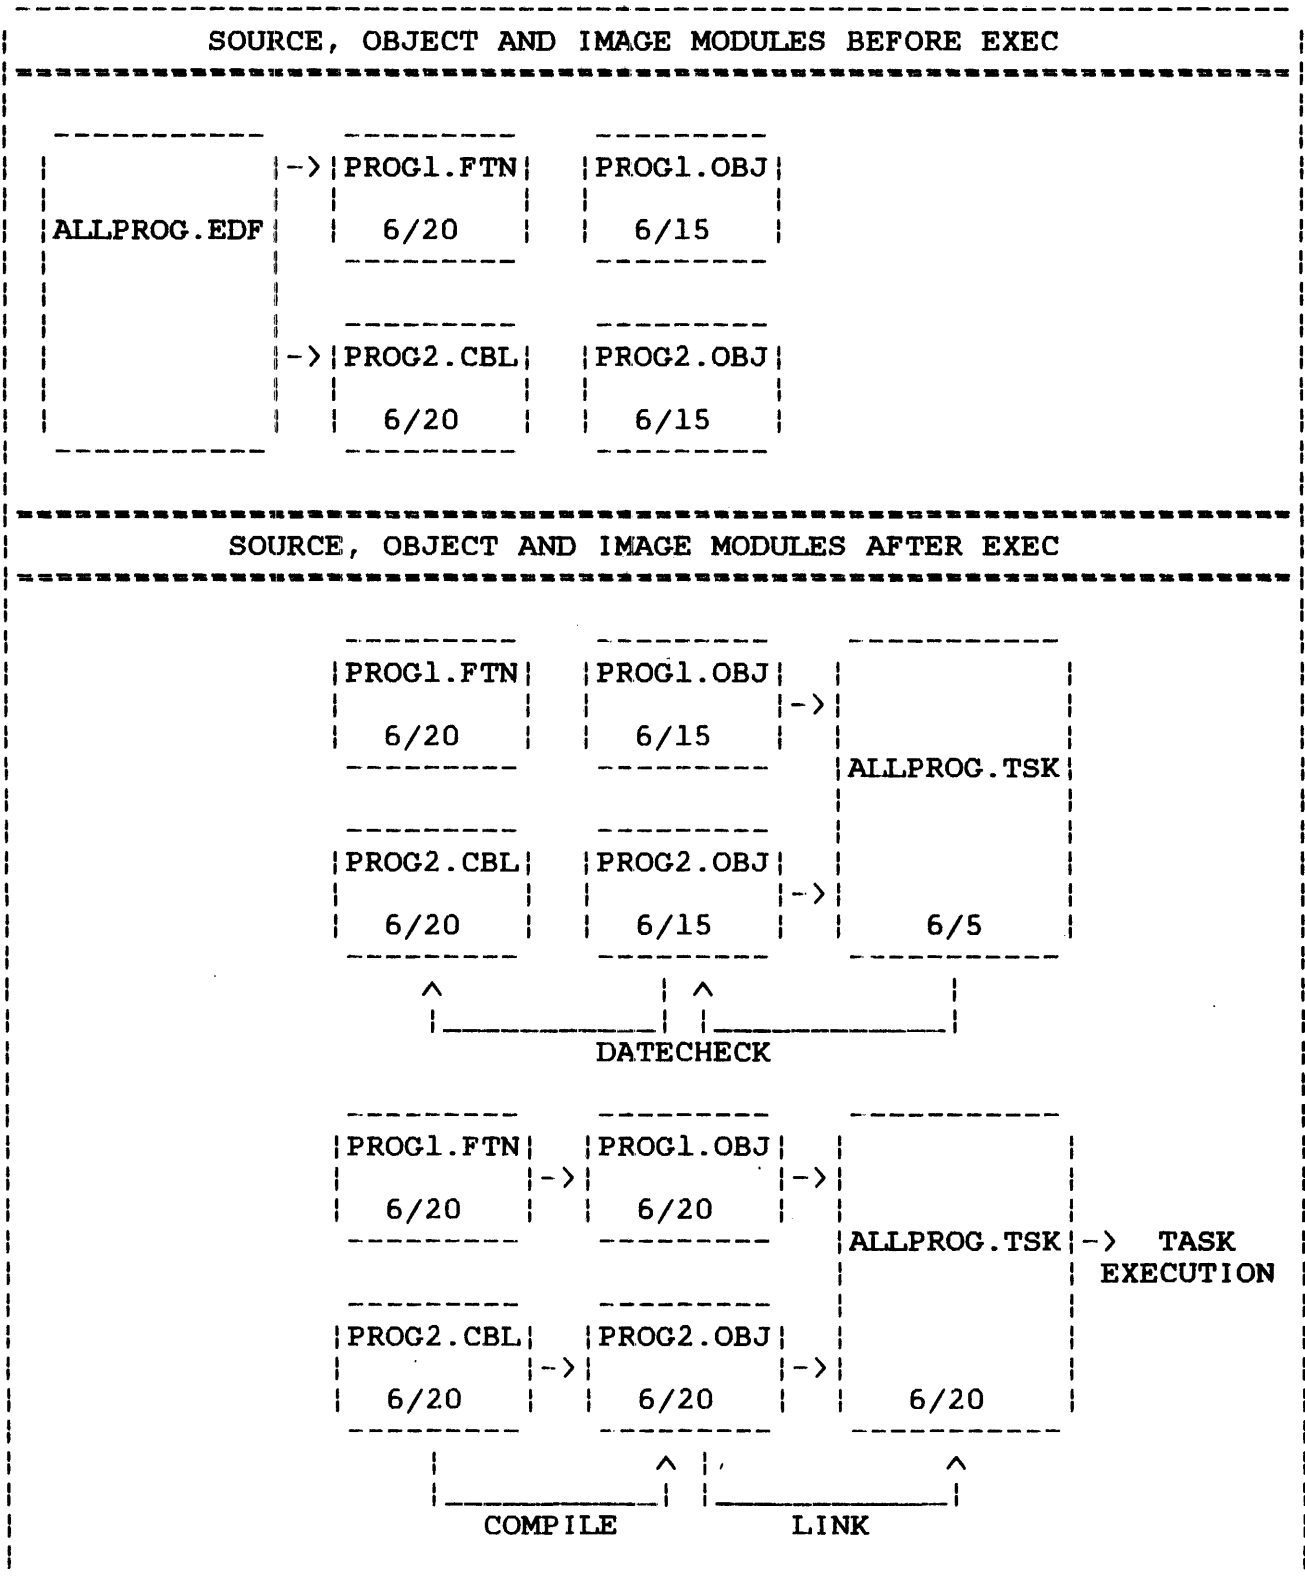 SOURCE, OBJECT AND IMAGE MODULES BEFORE EXEC
PROG1.FTN PROG1.OBJ
ALLPROG.EDF 6/20 6/15
PROG2.CBL PROG2.OBJ
6/20 6/15
SOURCE, OBJECT AND IMAGE MODULES AFTER EXEC
PROG1.FTN PROG1.OBJ
6/20 6/15
ALLPROG.TSK
PROG2.CBL PROG2.OBJ
6/20 6/15 6/5
DATECHECK
PROG1.FTN PROG1.OBJ
6/20 6/20
ALLPROG.TSK TASK
EXECUTION
PROG2.CBL PROG2.OBJ
6/20 6/20 6/20
COMPILE LINK